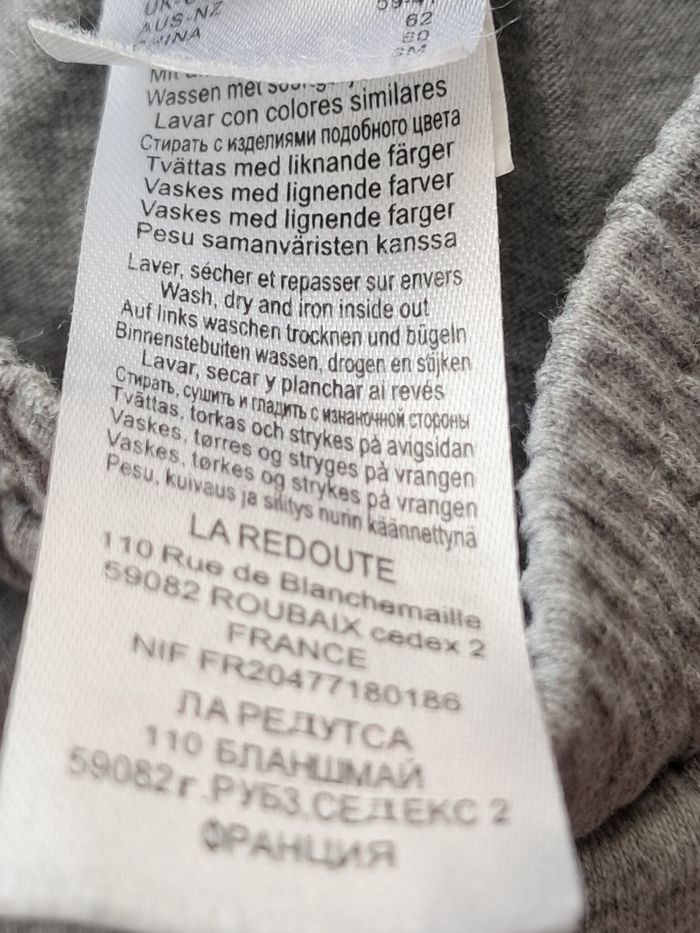 AUS-NZ
62
60
3M
Wassen met
Lavar con colores similares
Стирать с изделиями подобного цвета
Tvättas med liknande färger
Vaskes med lignende farver
Vaskes med lignende farger
Pesu samanväristen kanssa
Laver, sécher et repasser sur envers
Wash, dry and iron inside out
Auf links waschen trocknen und bügeln
Binnenstebuiten wassen, drogen en sùjken
Lavar, secar y planchar al revés
Стирать, сушить и гладить с изнаночной стороны
Tvättas, torkas och strykes på avigsidan
Vaskes, tørres og stryges på vrangen
Vaskes, tørkes og strykes på vrangen
Pesu, kuivaus ja silitys nurin käännettynä
LA REDOUTE
110 Rue de Blanchemaille
59082 ROUBAIX cedex 2
FRANCE
NIF FR20477180186
ЛА РЕДУТСА
110 БЛАНШМАЙ
59082г.РУБЗ.СЕДЕКС 2
ФРАНЦИЯ